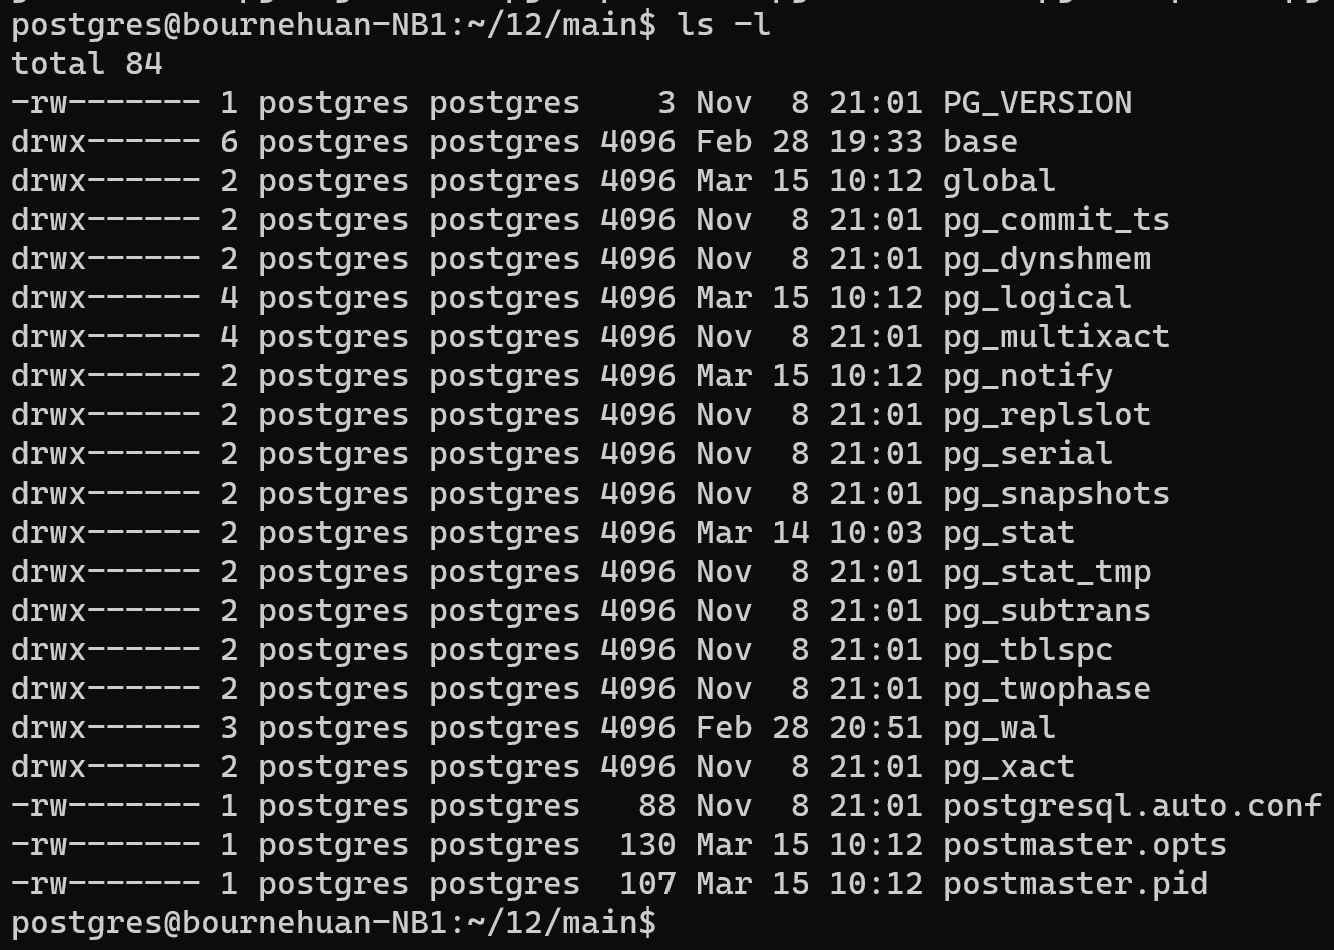 postgres@bournehuan-NB1:~/12/main$ ls -l
total 84
-rw------- 1 postgres postgres    3 Nov  8 21:01 PG_VERSION
drwx------ 6 postgres postgres 4096 Feb 28 19:33 base
drwx------ 2 postgres postgres 4096 Mar 15 10:12 global
drwx------ 2 postgres postgres 4096 Nov  8 21:01 pg_commit_ts
drwx------ 2 postgres postgres 4096 Nov  8 21:01 pg_dynshmem
drwx------ 4 postgres postgres 4096 Mar 15 10:12 pg_logical
drwx------ 4 postgres postgres 4096 Nov  8 21:01 pg_multixact
drwx------ 2 postgres postgres 4096 Mar 15 10:12 pg_notify
drwx------ 2 postgres postgres 4096 Nov  8 21:01 pg_replslot
drwx------ 2 postgres postgres 4096 Nov  8 21:01 pg_serial
drwx------ 2 postgres postgres 4096 Nov  8 21:01 pg_snapshots
drwx------ 2 postgres postgres 4096 Mar 14 10:03 pg_stat
drwx------ 2 postgres postgres 4096 Nov  8 21:01 pg_stat_tmp
drwx------ 2 postgres postgres 4096 Nov  8 21:01 pg_subtrans
drwx------ 2 postgres postgres 4096 Nov  8 21:01 pg_tblspc
drwx------ 2 postgres postgres 4096 Nov  8 21:01 pg_twophase
drwx------ 3 postgres postgres 4096 Feb 28 20:51 pg_wal
drwx------ 2 postgres postgres 4096 Nov  8 21:01 pg_xact
-rw------- 1 postgres postgres   88 Nov  8 21:01 postgresql.auto.conf
-rw------- 1 postgres postgres  130 Mar 15 10:12 postmaster.opts
-rw------- 1 postgres postgres  107 Mar 15 10:12 postmaster.pid
postgres@bournehuan-NB1:~/12/main$